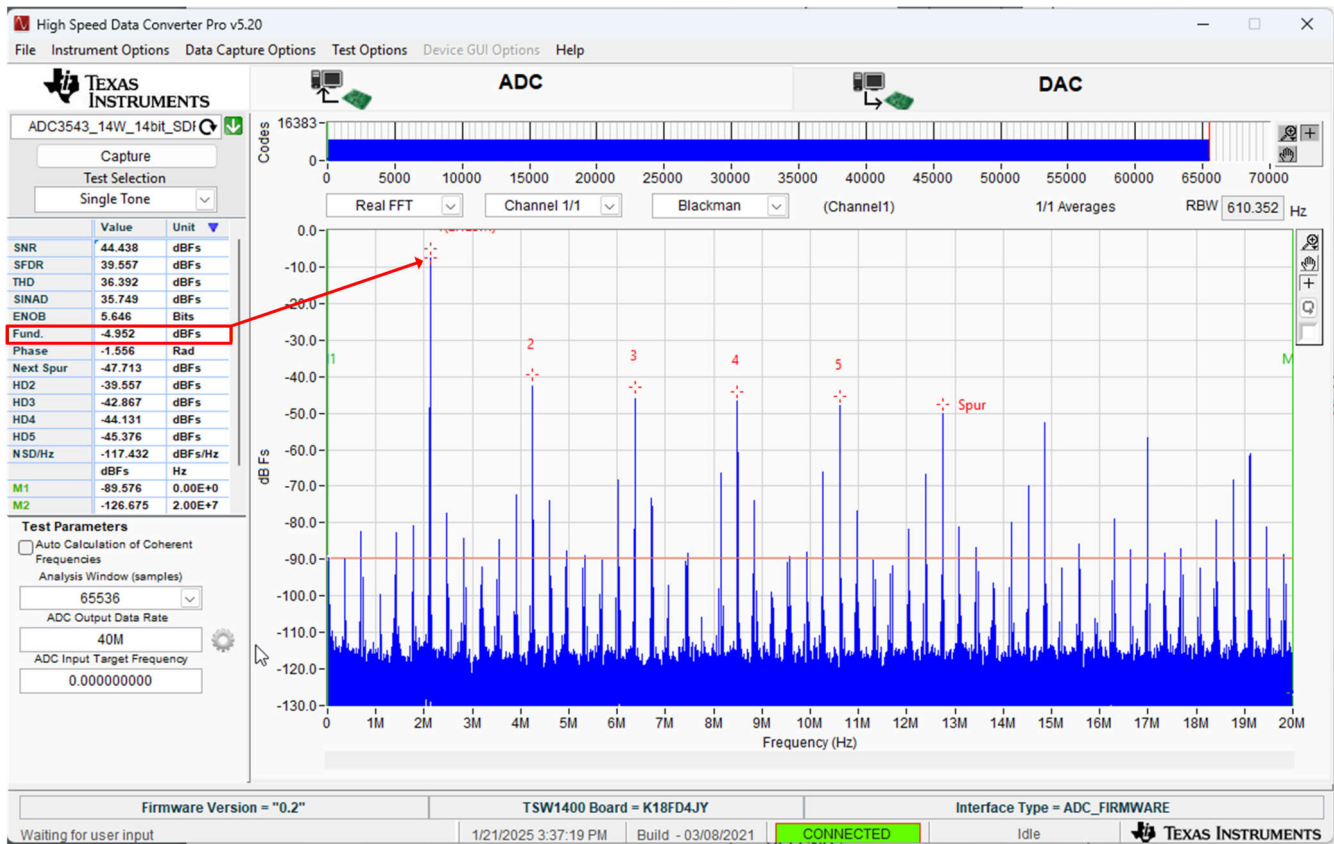 High Speed Data Converter Pro v5.20
File Instrument Options Data Capture Options Test Options Device GUI Options Help
TEXAS INSTRUMENTS
ADC
DAC
ADC3543_14W_14bit_SDI
Capture
Test Selection
Single Tone
Value Unit
SNR 44.438 dBFs
SFDR 39.557 dBFs
THD 36.392 dBFs
SINAD 35.749 dBFs
ENOB 5.646 Bits
Fund. -4.952 dBFs
Phase -1.556 Rad
Next Spur -47.713 dBFs
HD2 -39.557 dBFs
HD3 -42.867 dBFs
HD4 -44.131 dBFs
HD5 -45.376 dBFs
NSD/Hz -117.432 dBFs/Hz
dBFs Hz
M1 -89.576 0.00E+0
M2 -126.675 2.00E+7
Test Parameters
Auto Calculation of Coherent
Frequencies
Analysis Window (samples)
65536
ADC Output Data Rate
40M
ADC Input Target Frequency
0.000000000
Codes
16383
0
0 5000 10000 15000 20000 25000 30000 35000 40000 45000 50000 55000 60000 65000 70000
Real FFT Channel 1/1 Blackman (Channel1) 1/1 Averages RBW 610.352 Hz
dBFs
0.0
-10.0
-20.0
-30.0
-40.0
-50.0
-60.0
-70.0
-80.0
-90.0
-100.0
-110.0
-120.0
-130.0
1 2 3 4 5 Spur M
0 1M 2M 3M 4M 5M 6M 7M 8M 9M 10M 11M 12M 13M 14M 15M 16M 17M 18M 19M 20M
Frequency (Hz)
Firmware Version = "0.2" TSW1400 Board = K18FD4JY Interface Type = ADC_FIRMWARE
Waiting for user input 1/21/2025 3:37:19 PM Build - 03/08/2021 CONNECTED Idle TEXAS INSTRUMENTS